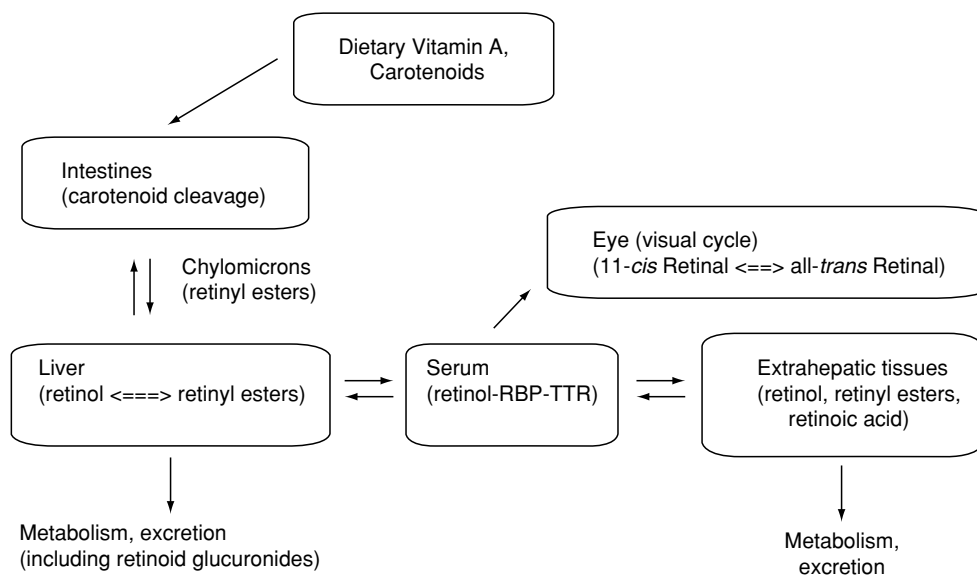 Dietary Vitamin A,
Carotenoids
Intestines
(carotenoid cleavage)
Chylomicrons
(retinyl esters)
Eye (visual cycle)
(11-cis Retinal <==> all-trans Retinal)
Liver
(retinol <===> retinyl esters)
Serum
(retinol-RBP-TTR)
Extrahepatic tissues
(retinol, retinyl esters,
retinoic acid)
Metabolism, excretion
(including retinoid glucuronides)
Metabolism,
excretion